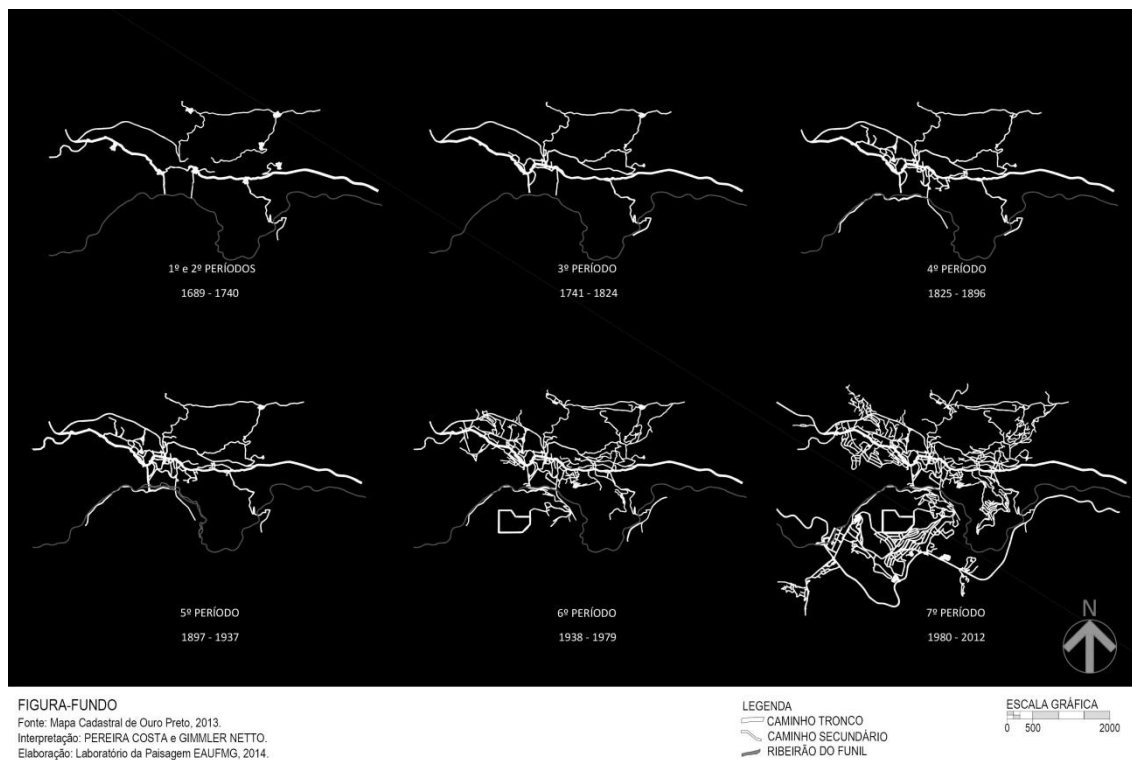 1º e 2º PERÍODOS
1689 - 1740
3º PERÍODO
1741 - 1824
4º PERÍODO
1825 - 1896
5º PERÍODO
1897 - 1937
6º PERÍODO
1938 - 1979
7º PERÍODO
1980 - 2012
N
FIGURA-FUNDO
Fonte: Mapa Cadastral de Ouro Preto, 2013.
Interpretação: PEREIRA COSTA e GIMMLER NETTO.
Elaboração: Laboratório da Paisagem EAUFMG, 2014.
LEGENDA
CAMINHO TRONCO
CAMINHO SECUNDÁRIO
RIBEIRÃO DO FUNIL
ESCALA GRÁFICA
0 500 2000